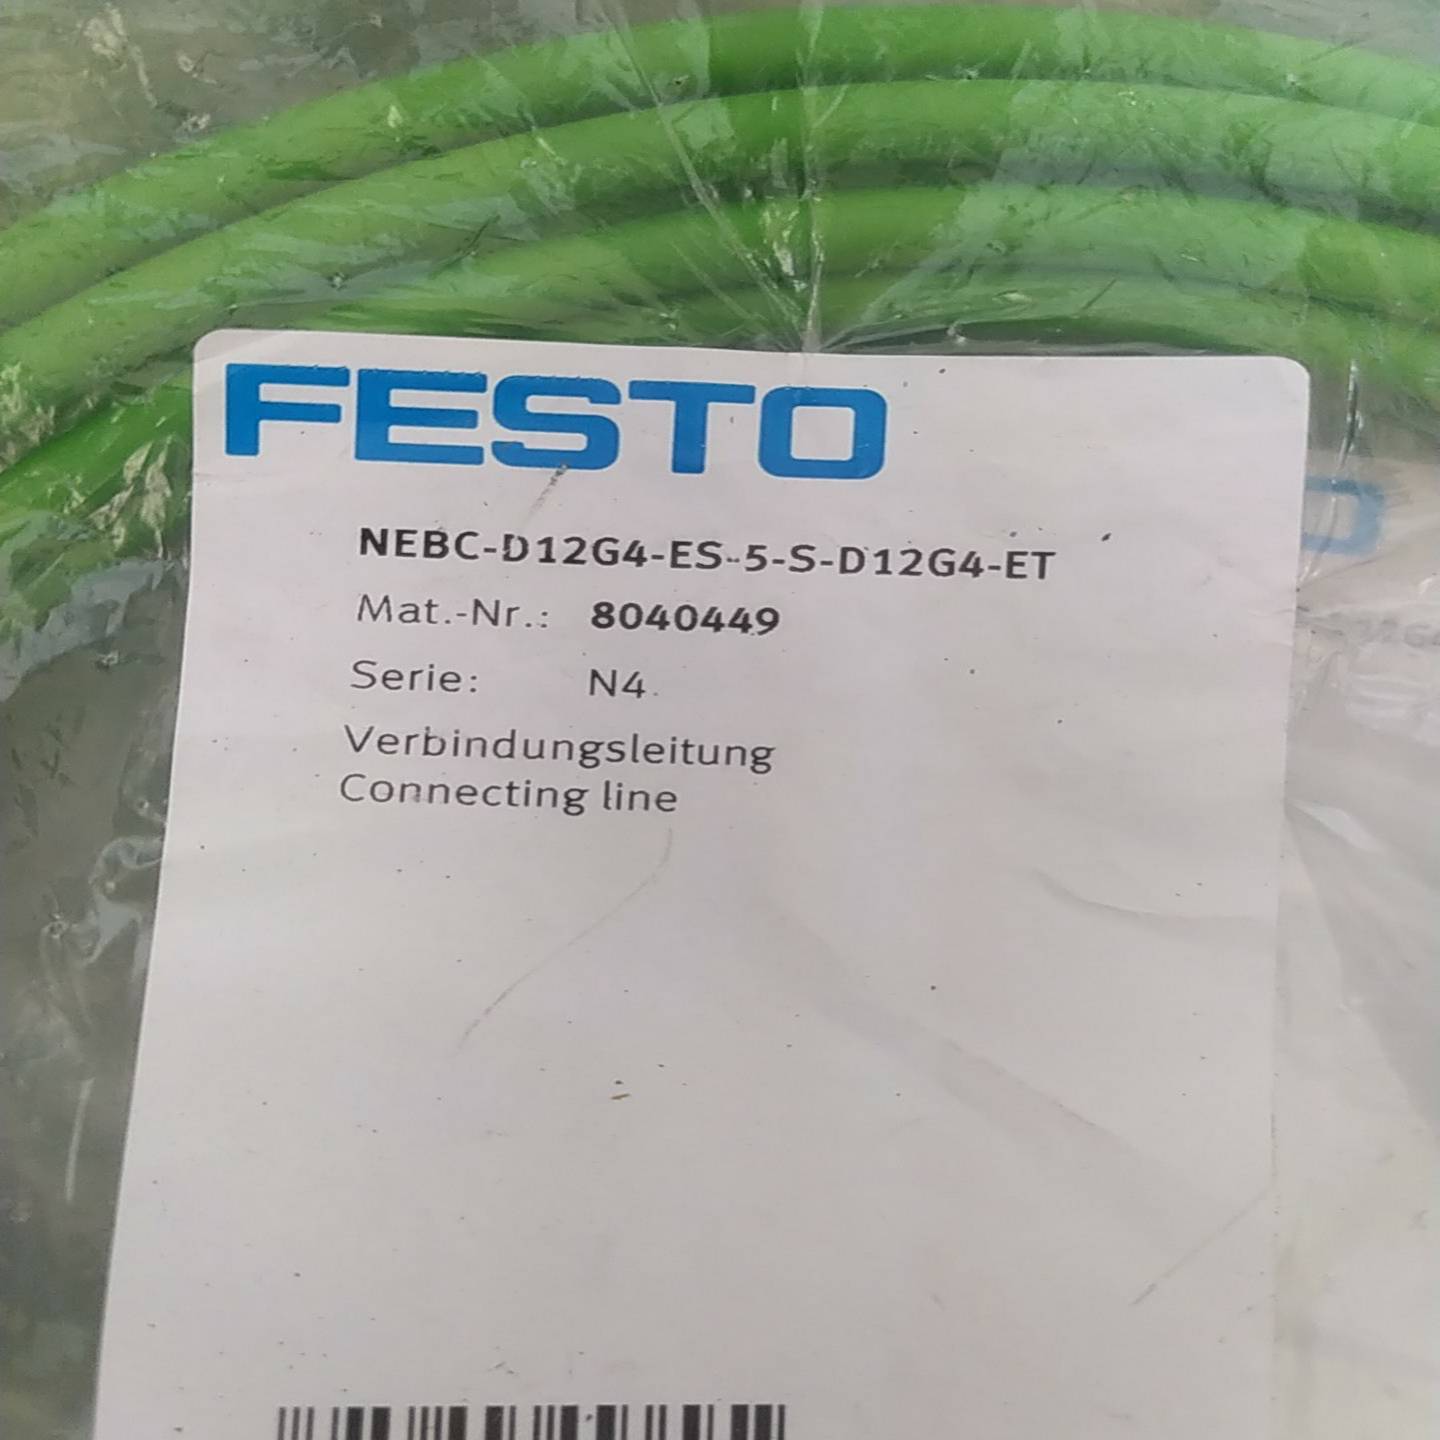 FESTO
NEBC-D12G4-ES-5-S-D12G4-ET
Mat.-Nr.: 8040449
Serie: N4
Verbindungsleitung
Connecting line